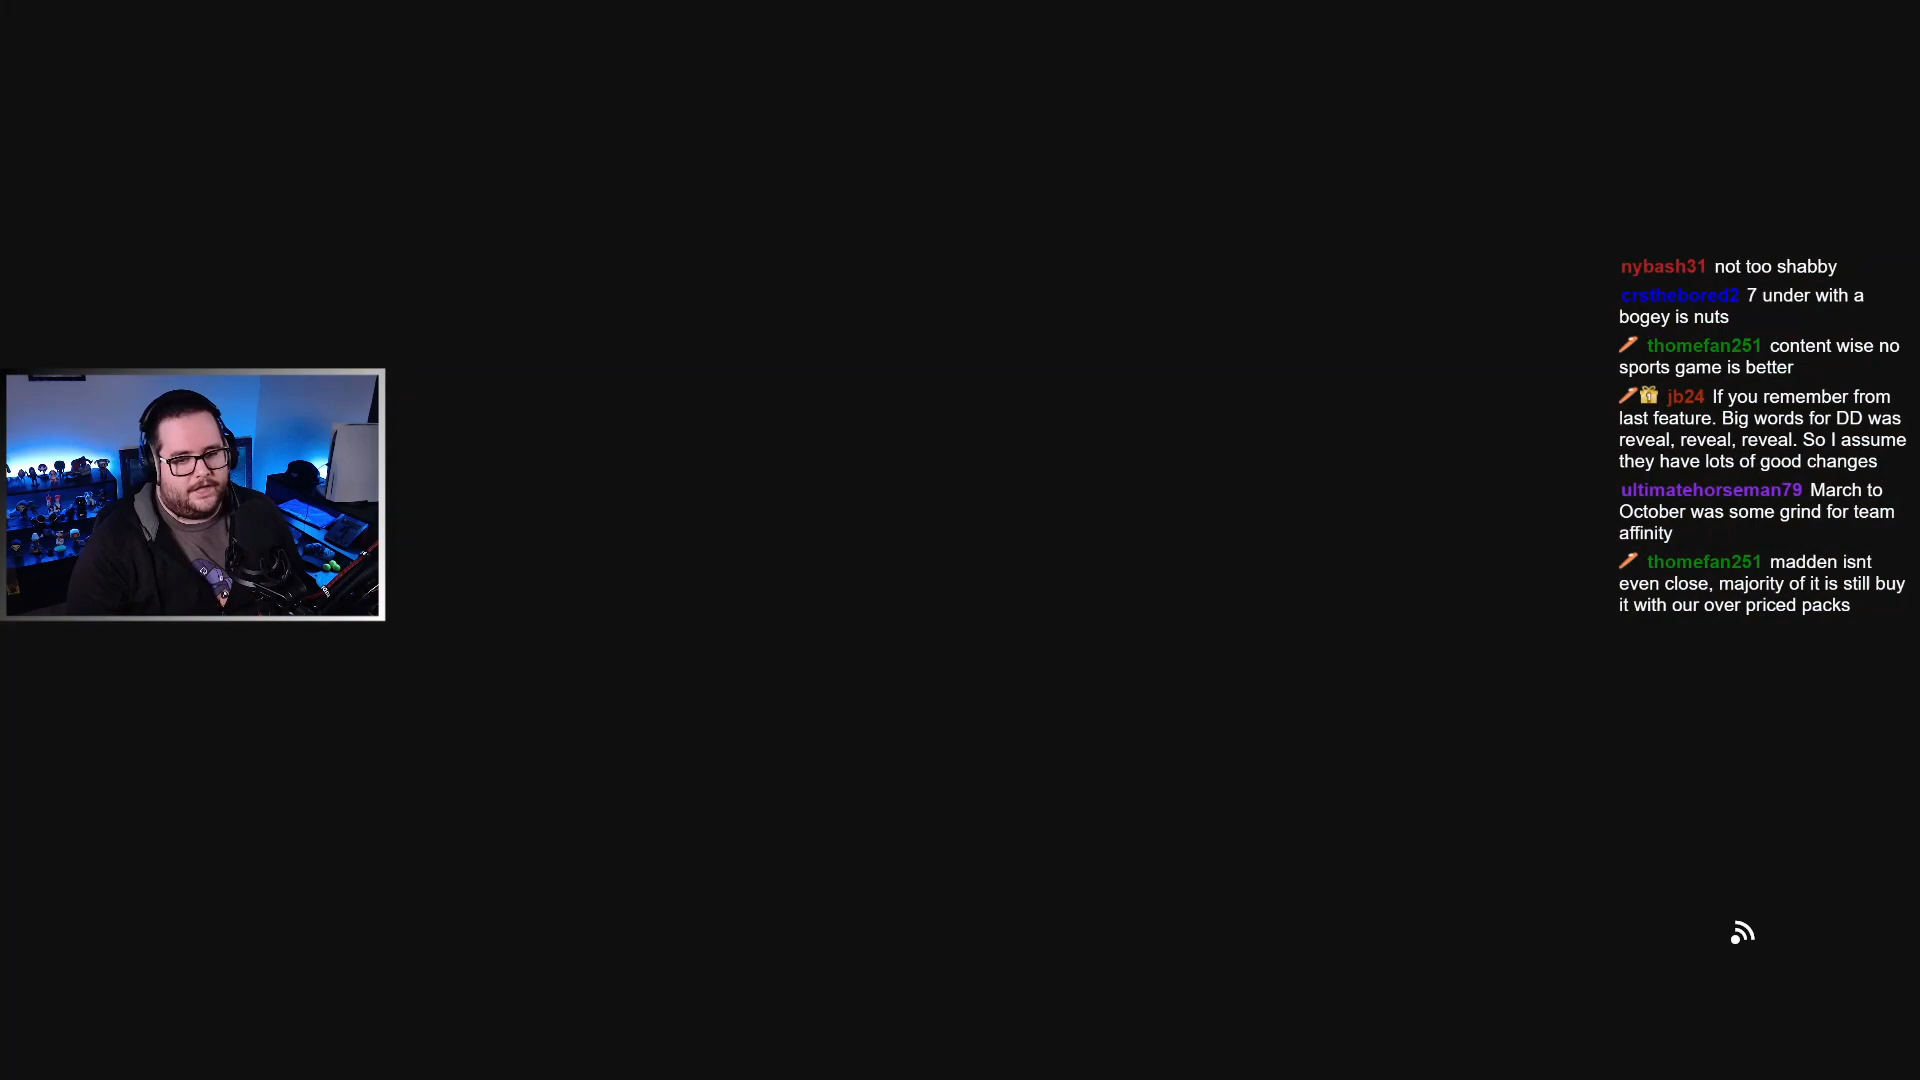 nybash31 not too shabby
crsthebored2 7 under with a
bogey is nuts
thomefan251 content wise no
sports game is better
jb24 If you remember from
last feature. Big words for DD was
reveal, reveal, reveal. So I assume
they have lots of good changes
ultimatehorseman79 March to
October was some grind for team
affinity
thomefan251 madden isnt
even close, majority of it is still buy
it with our over priced packs